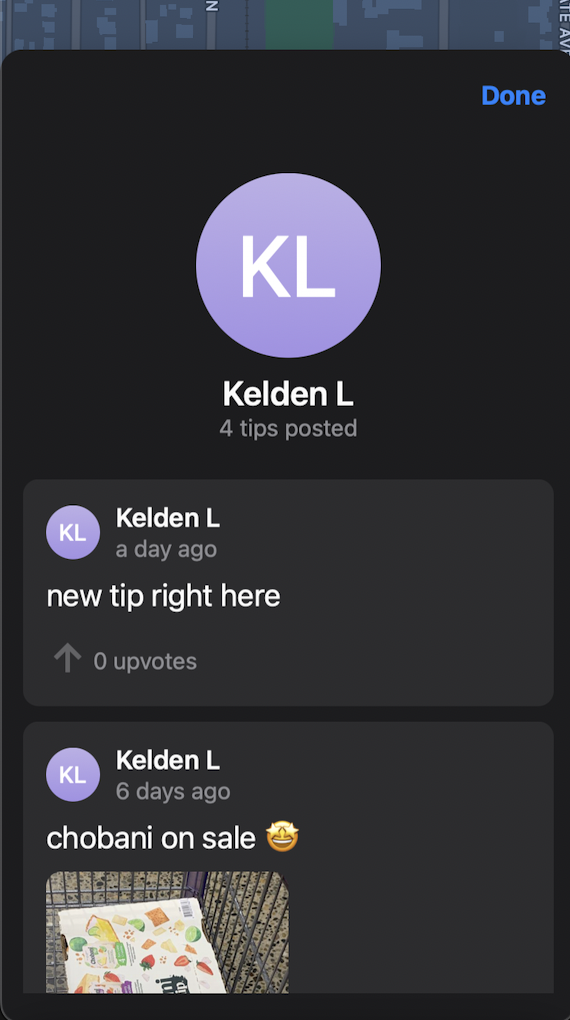 N
Done
KL
Kelden L
4 tips posted
KL
Kelden L
a day ago
new tip right here
0 upvotes
KL
Kelden L
6 days ago
chobani on sale 🤩